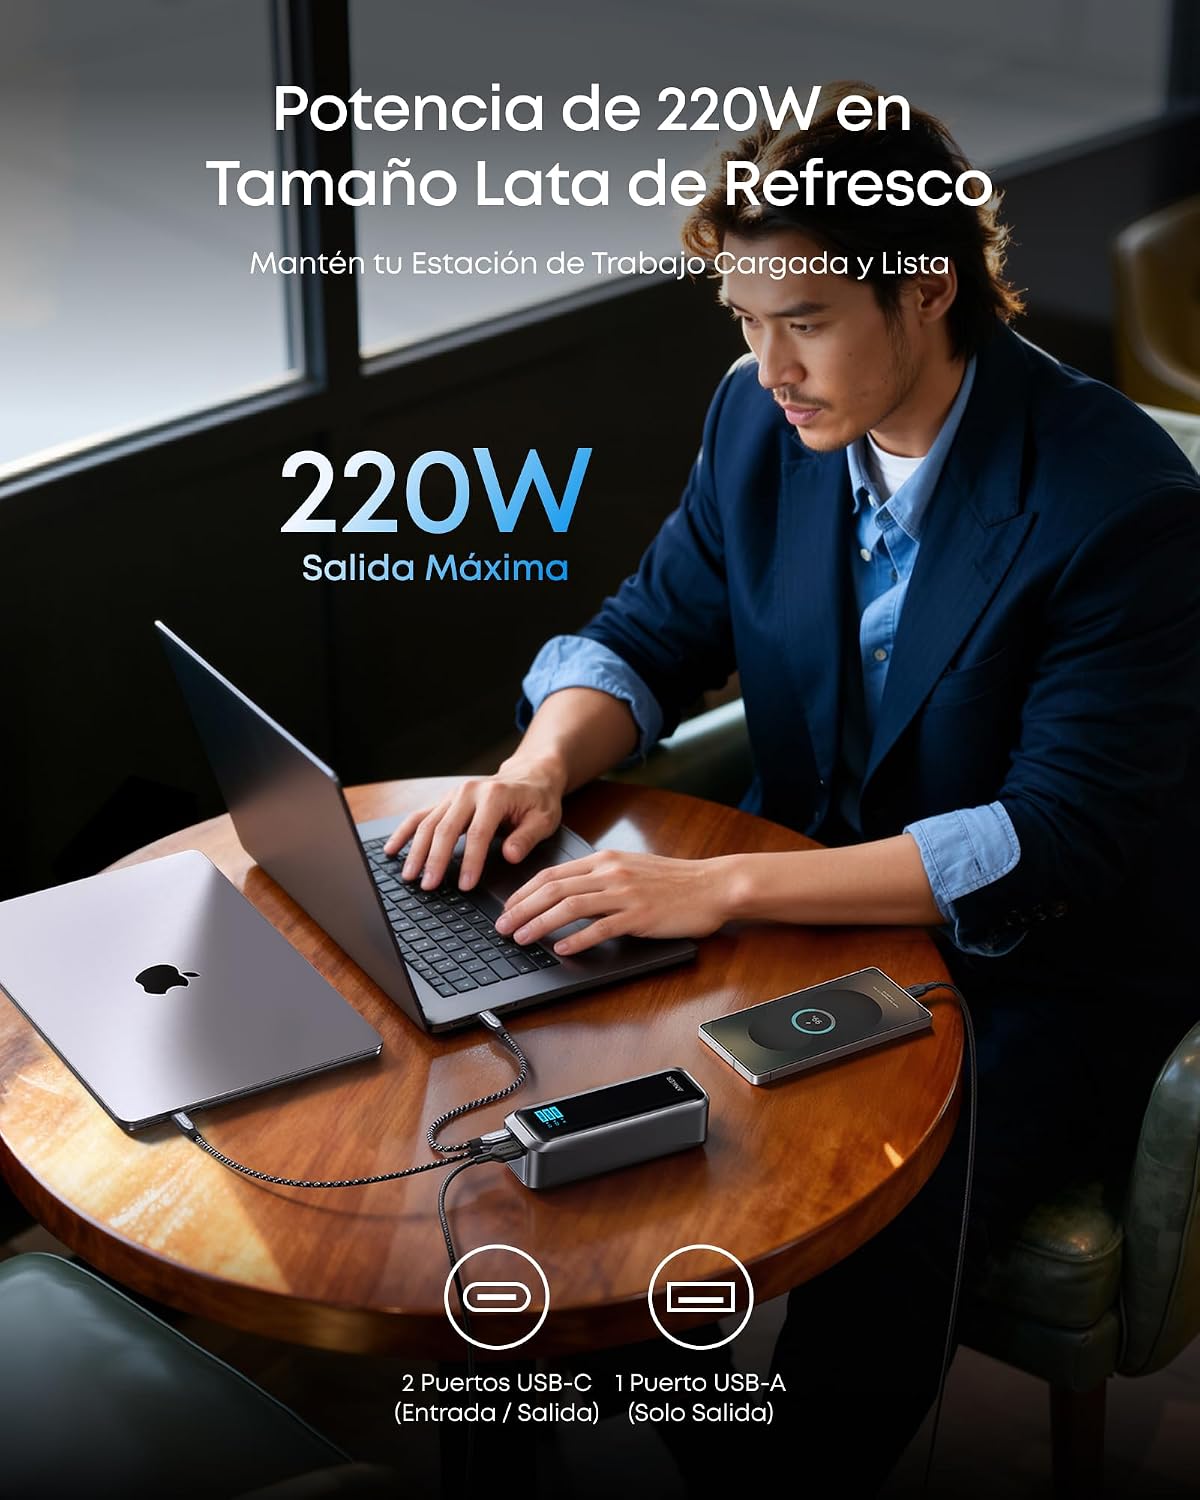 Potencia de 220W en
Tamaño Lata de Refresco
Mantén tu Estación de Trabajo Cargada y Lista
220W
Salida Máxima
ANKER
2 Puertos USB-C
(Entrada / Salida)
1 Puerto USB-A
(Solo Salida)